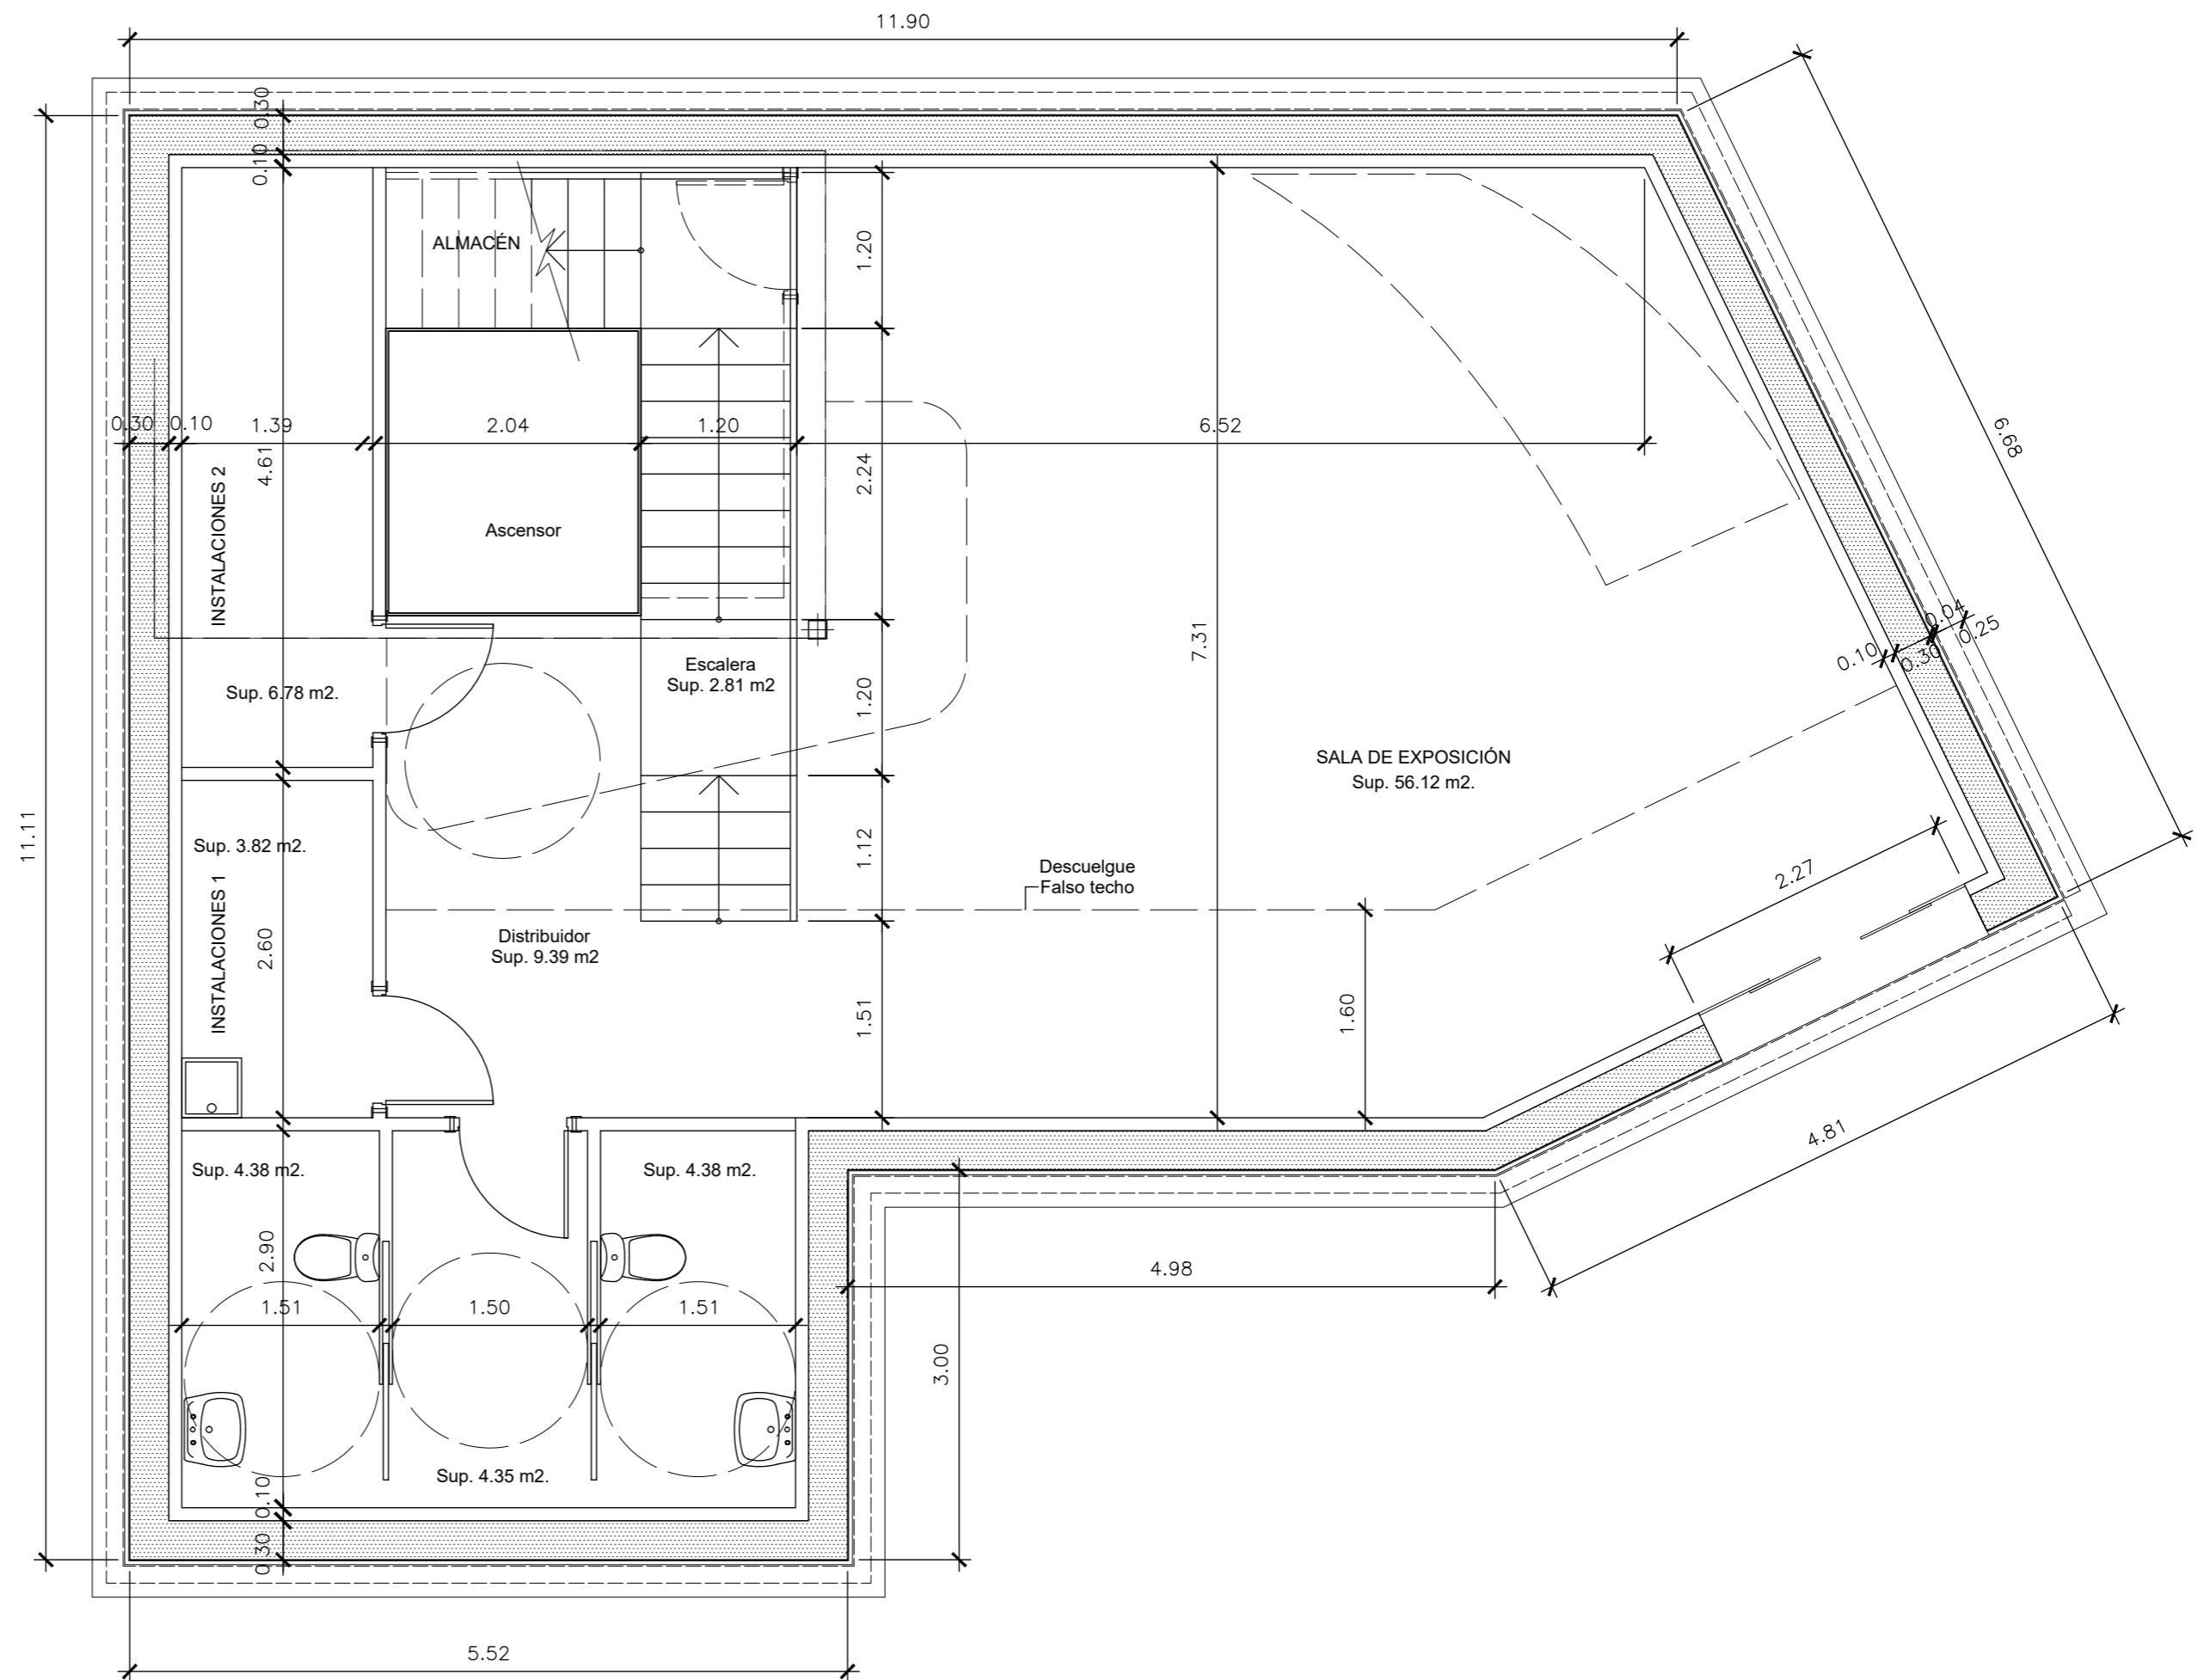 11.90
0.30
0.10
ALMACÉN
1.20
6.68
0.30
0.10
1.39
2.04
1.20
6.52
4.61
2.24
INSTALACIONES 2
Ascensor
7.31
0.04
0.25
0.10
0.30
Escalera
Sup. 2.81 m2
Sup. 6.78 m2.
1.20
SALA DE EXPOSICIÓN
Sup. 56.12 m2.
11.11
Sup. 3.82 m2.
1.12
Descuelgue
Falso techo
2.27
INSTALACIONES 1
2.60
Distribuidor
Sup. 9.39 m2
1.51
1.60
4.81
Sup. 4.38 m2.
Sup. 4.38 m2.
2.90
4.98
1.51
1.50
1.51
3.00
Sup. 4.35 m2.
0.10
0.30
5.52